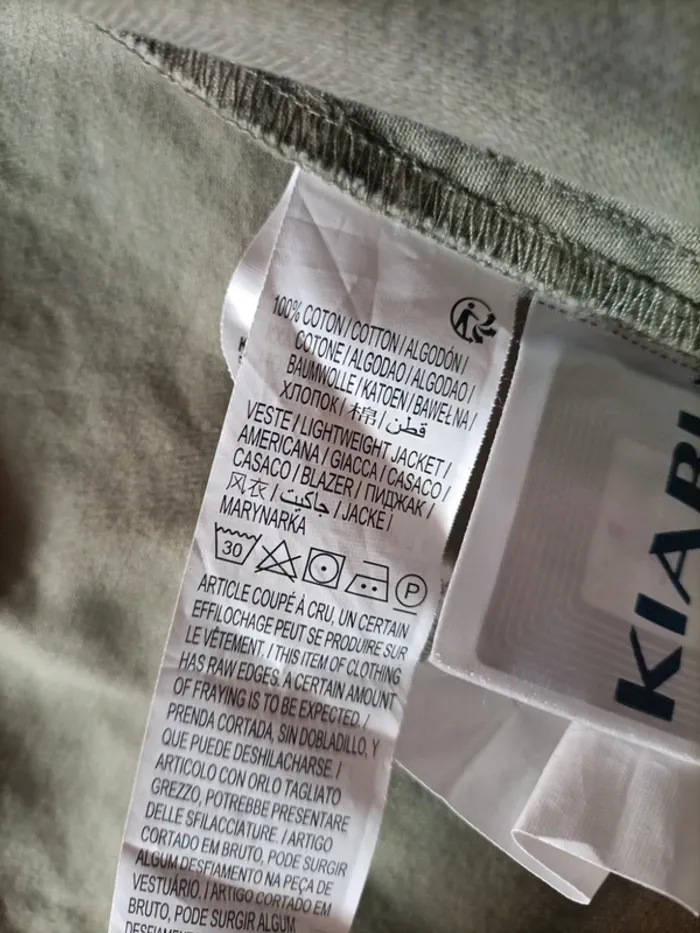 100% COTON / COTTON / ALGODÓN /
COTONE / ALGODAO / ALGODAO /
BAUMWOLLE / KATOEN / BAWEŁNA /
ХЛОПОК / 棉 / قطن /
VESTE / LIGHTWEIGHT JACKET /
AMERICANA / GIACCA / CASACO /
CASACO / BLAZER / ПИДЖАК /
风衣 / جاكيت / JACKE /
MARYNARKA
30 P
ARTICLE COUPÉ À CRU, UN CERTAIN
EFFILOCHAGE PEUT SE PRODUIRE SUR
LE VÊTEMENT. / THIS ITEM OF CLOTHING
HAS RAW EDGES. A CERTAIN AMOUNT
OF FRAYING IS TO BE EXPECTED. /
PRENDA CORTADA, SIN DOBLADILLO, Y
QUE PUEDE DESHILACHARSE. /
ARTICOLO CON ORLO TAGLIATO
GREZZO, POTREBBE PRESENTARE
DELLE SFILACCIATURE. / ARTIGO
CORTADO EM BRUTO, PODE SURGIR
ALGUM DESFIAMENTO NA PEÇA DE
VESTUÁRIO. / ARTIGO CORTADO EM
BRUTO, PODE SURGIR ALGUM
KIABI